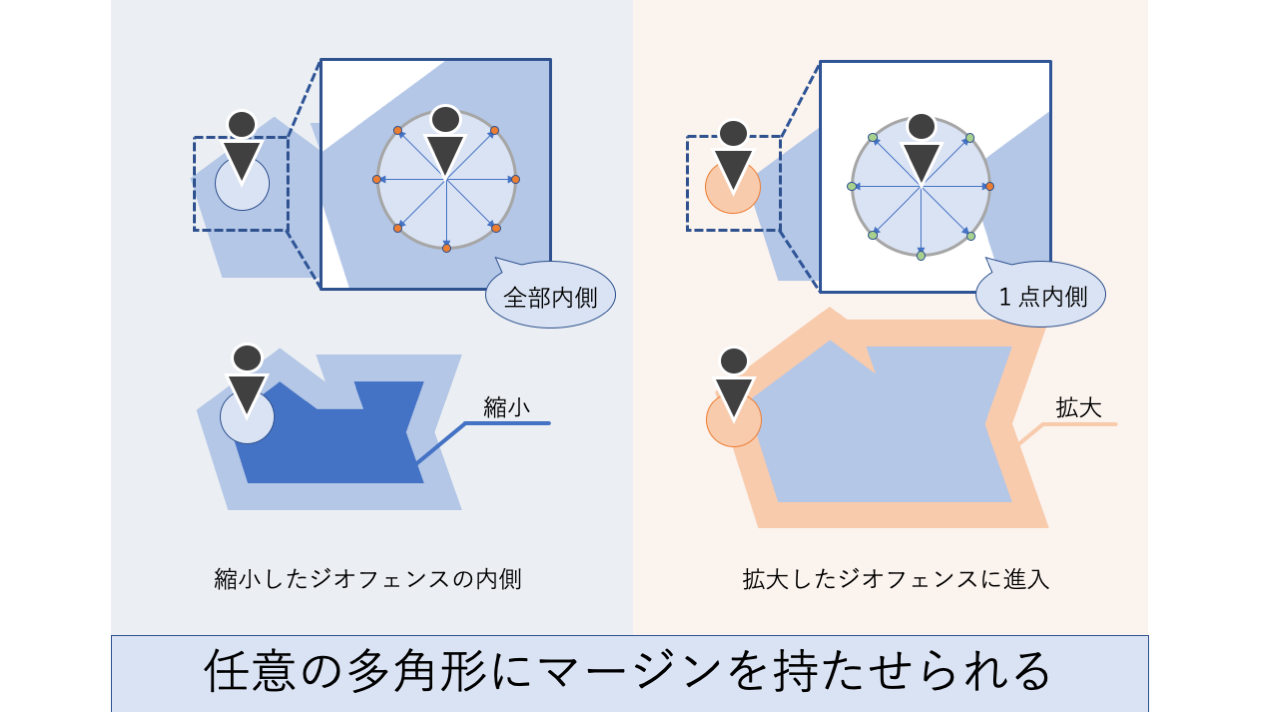 全部内側
1点内側
縮小
拡大
縮小したジオフェンスの内側
拡大したジオフェンスに進入
任意の多角形にマージンを持たせられる